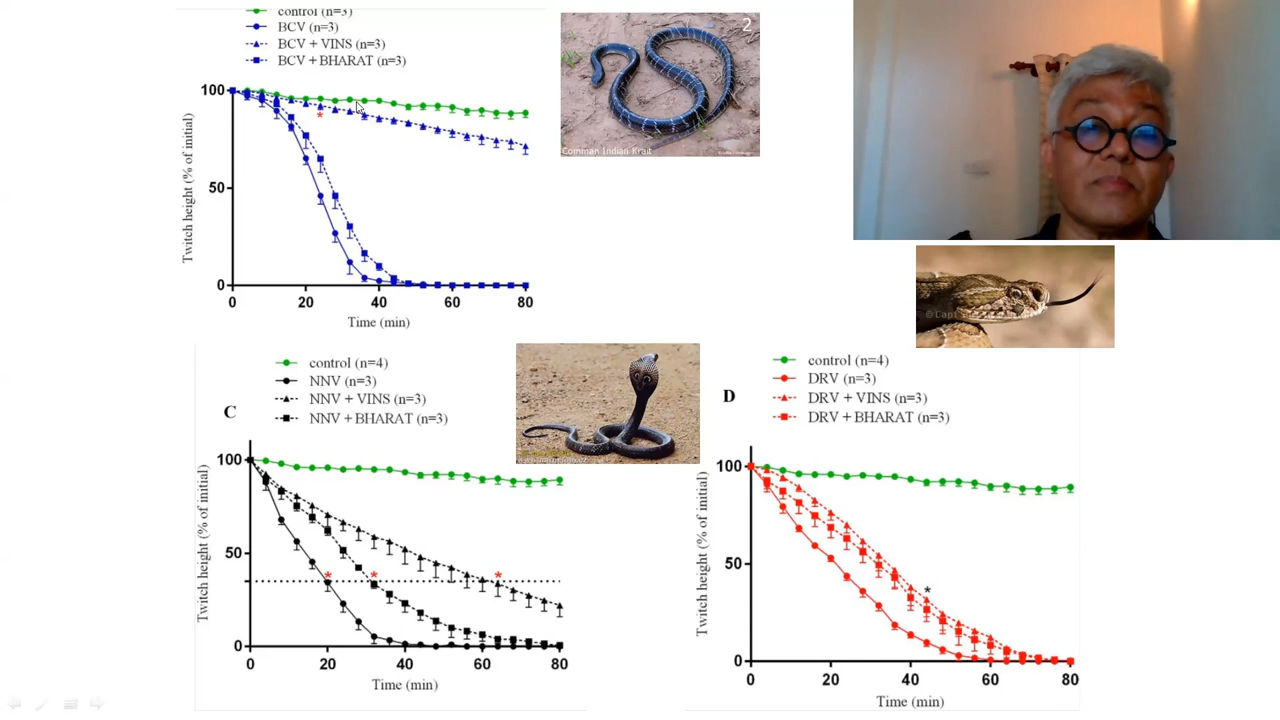 control (n=3)
BCV (n=3)
BCV + VINS (n=3)
BCV + BHARAT (n=3)
2
100
50
0
Twitch height (% of initial)
*
0 20 40 60 80
Time (min)
Common Indian Krait
C
control (n=4)
NNV (n=3)
NNV + VINS (n=3)
NNV + BHARAT (n=3)
100
50
0
Twitch height (% of initial)
* * *
0 20 40 60 80
Time (min)
D
control (n=4)
DRV (n=3)
DRV + VINS (n=3)
DRV + BHARAT (n=3)
100
50
0
Twitch height (% of initial)
*
0 20 40 60 80
Time (min)